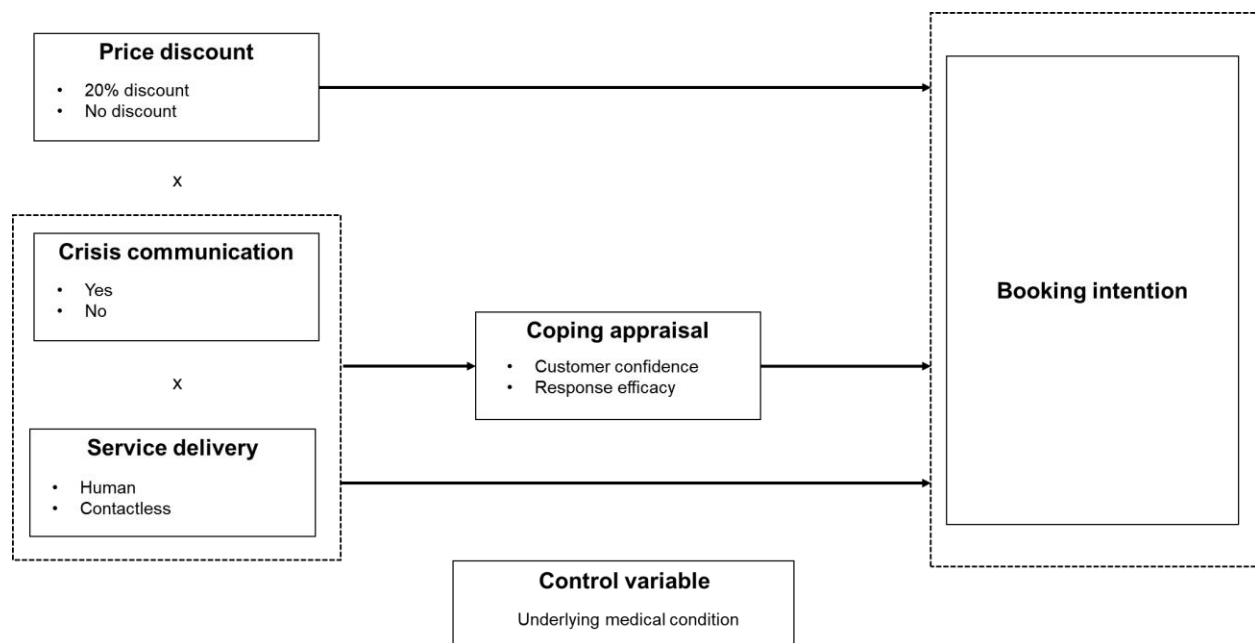 Price discount
• 20% discount
• No discount
x
Crisis communication
• Yes
• No
x
Service delivery
• Human
• Contactless
Coping appraisal
• Customer confidence
• Response efficacy
Booking intention
Control variable
Underlying medical condition